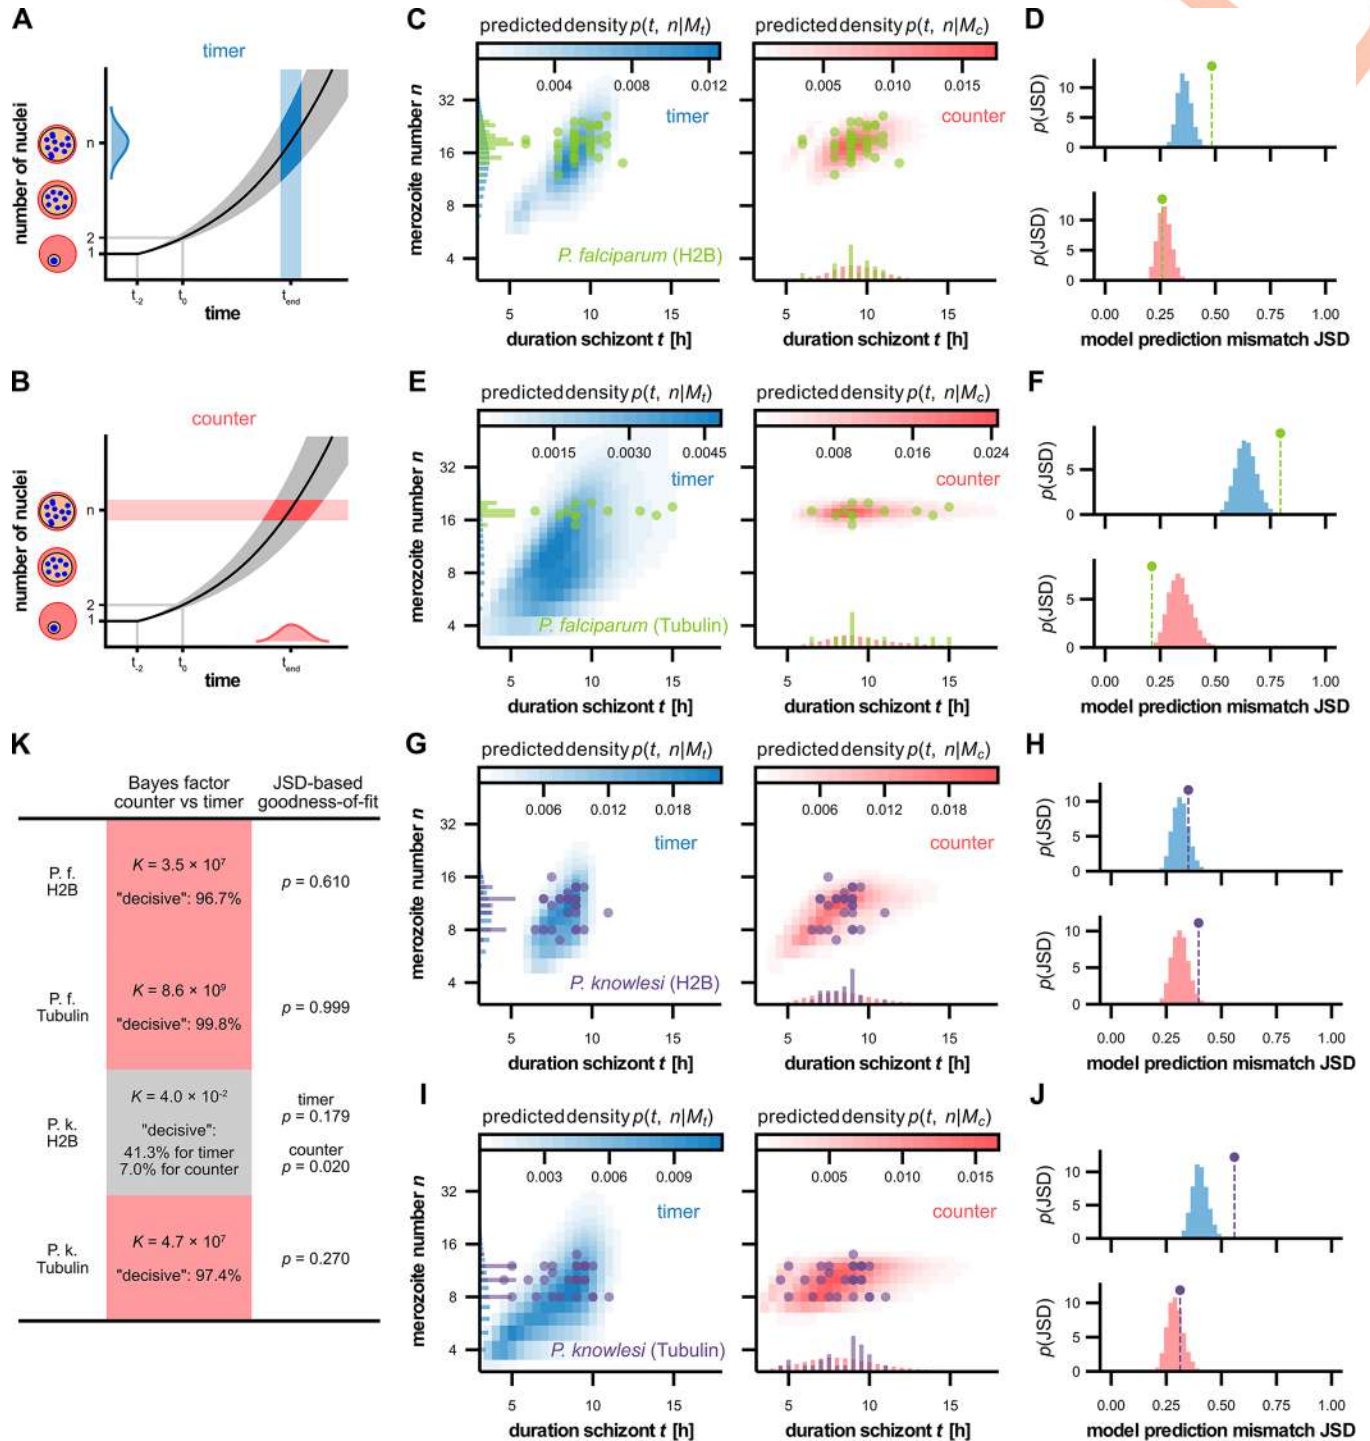 A
timer
number of nuclei
n
2
1
t-2
t0
tend
time
C
predicted density p(t, n|Mt)
0.004 0.008 0.012
timer
merozoite number n
32
16
8
4
P. falciparum (H2B)
5 10 15
duration schizont t [h]
predicted density p(t, n|Mc)
0.005 0.010 0.015
counter
5 10 15
duration schizont t [h]
D
p(JSD)
10
5
0
p(JSD)
10
5
0
0.00 0.25 0.50 0.75 1.00
model prediction mismatch JSD
B
counter
number of nuclei
n
2
1
t-2
t0
tend
time
E
predicted density p(t, n|Mt)
0.0015 0.0030 0.0045
timer
merozoite number n
32
16
8
4
P. falciparum (Tubulin)
5 10 15
duration schizont t [h]
predicted density p(t, n|Mc)
0.008 0.016 0.024
counter
5 10 15
duration schizont t [h]
F
p(JSD)
5
0
p(JSD)
5
0
0.00 0.25 0.50 0.75 1.00
model prediction mismatch JSD
K
Bayes factor
counter vs timer
JSD-based
goodness-of-fit
P. f.
H2B
K = 3.5 × 10⁷
"decisive": 96.7%
p = 0.610
P. f.
Tubulin
K = 8.6 × 10⁹
"decisive": 99.8%
p = 0.999
P. k.
H2B
K = 4.0 × 10⁻²
"decisive":
41.3% for timer
7.0% for counter
timer
p = 0.179
counter
p = 0.020
P. k.
Tubulin
K = 4.7 × 10⁷
"decisive": 97.4%
p = 0.270
G
predicted density p(t, n|Mt)
0.006 0.012 0.018
timer
merozoite number n
32
16
8
4
P. knowlesi (H2B)
5 10 15
duration schizont t [h]
predicted density p(t, n|Mc)
0.006 0.012 0.018
counter
5 10 15
duration schizont t [h]
H
p(JSD)
10
5
0
p(JSD)
10
5
0
0.00 0.25 0.50 0.75 1.00
model prediction mismatch JSD
I
predicted density p(t, n|Mt)
0.003 0.006 0.009
timer
merozoite number n
32
16
8
4
P. knowlesi (Tubulin)
5 10 15
duration schizont t [h]
predicted density p(t, n|Mc)
0.005 0.010 0.015
counter
5 10 15
duration schizont t [h]
J
p(JSD)
10
5
0
p(JSD)
10
5
0
0.00 0.25 0.50 0.75 1.00
model prediction mismatch JSD